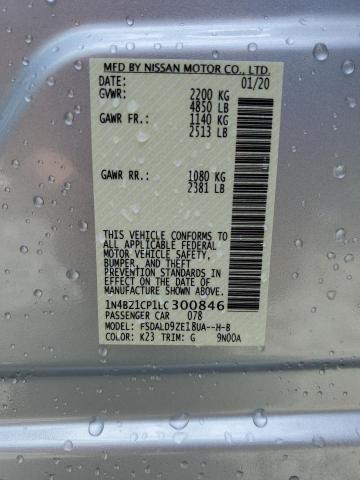 MFD BY NISSAN MOTOR CO., LTD.
DATE: 01/20
GVWR: 2200 KG
4850 LB
GAWR FR.: 1140 KG
2513 LB
GAWR RR.: 1080 KG
2381 LB
THIS VEHICLE CONFORMS TO
ALL APPLICABLE FEDERAL
MOTOR VEHICLE SAFETY,
BUMPER, AND THEFT
PREVENTION STANDARDS IN
EFFECT ON THE DATE OF
MANUFACTURE SHOWN ABOVE.
1N4BZ1CP1LC300846
PASSENGER CAR 078
MODEL: FSDALD9ZE18UA--H-B
COLOR: K23 TRIM: G 9N00A